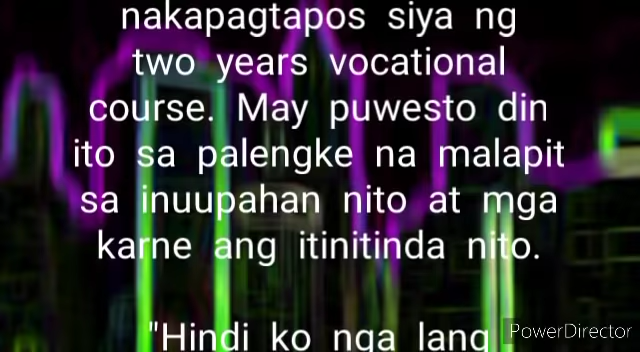 nakapagtapos siya ng
two years vocational
course. May puwesto din
ito sa palengke na malapit
sa inuupahan nito at mga
karne ang itinitinda nito.
"Hindi ko nga lang
PowerDirector